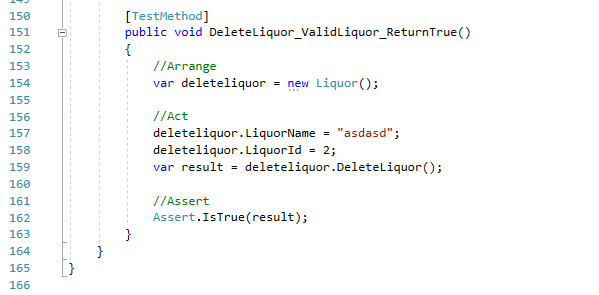 150 [TestMethod]
151 public void DeleteLiquor_ValidLiquor_ReturnTrue()
152 {
153 //Arrange
154 var deleteliquor = new Liquor();
155
156 //Act
157 deleteliquor.LiquorName = "asdasd";
158 deleteliquor.LiquorId = 2;
159 var result = deleteliquor.DeleteLiquor();
160
161 //Assert
162 Assert.IsTrue(result);
163 }
164 }
165 }
166